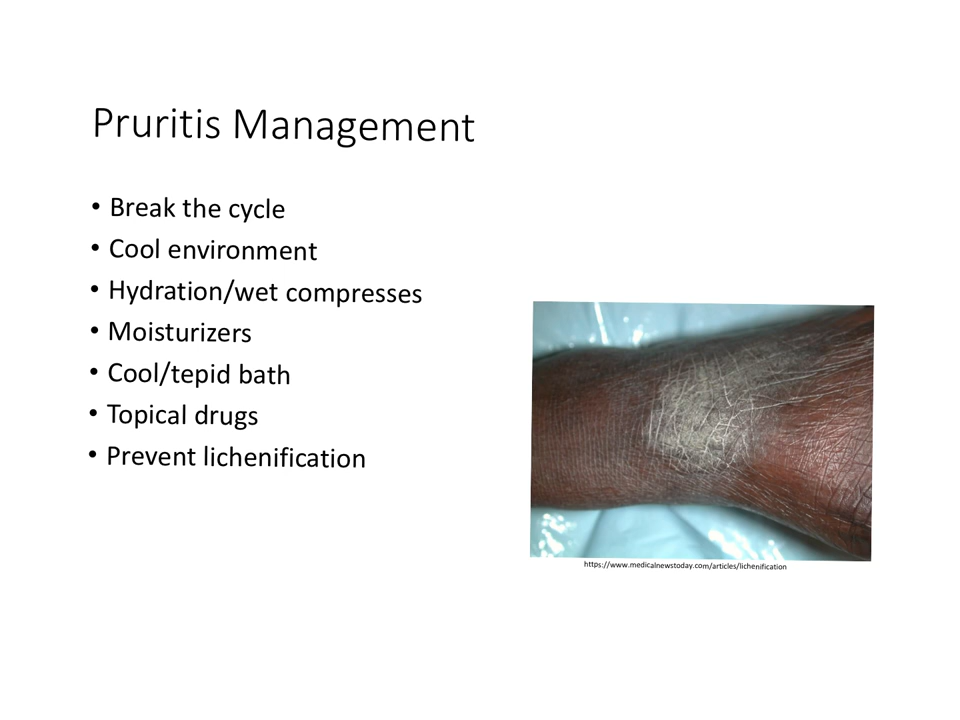 Pruritis Management
• Break the cycle
• Cool environment
• Hydration/wet compresses
• Moisturizers
• Cool/tepid bath
• Topical drugs
• Prevent lichenification
https://www.medicalnewstoday.com/articles/lichenification